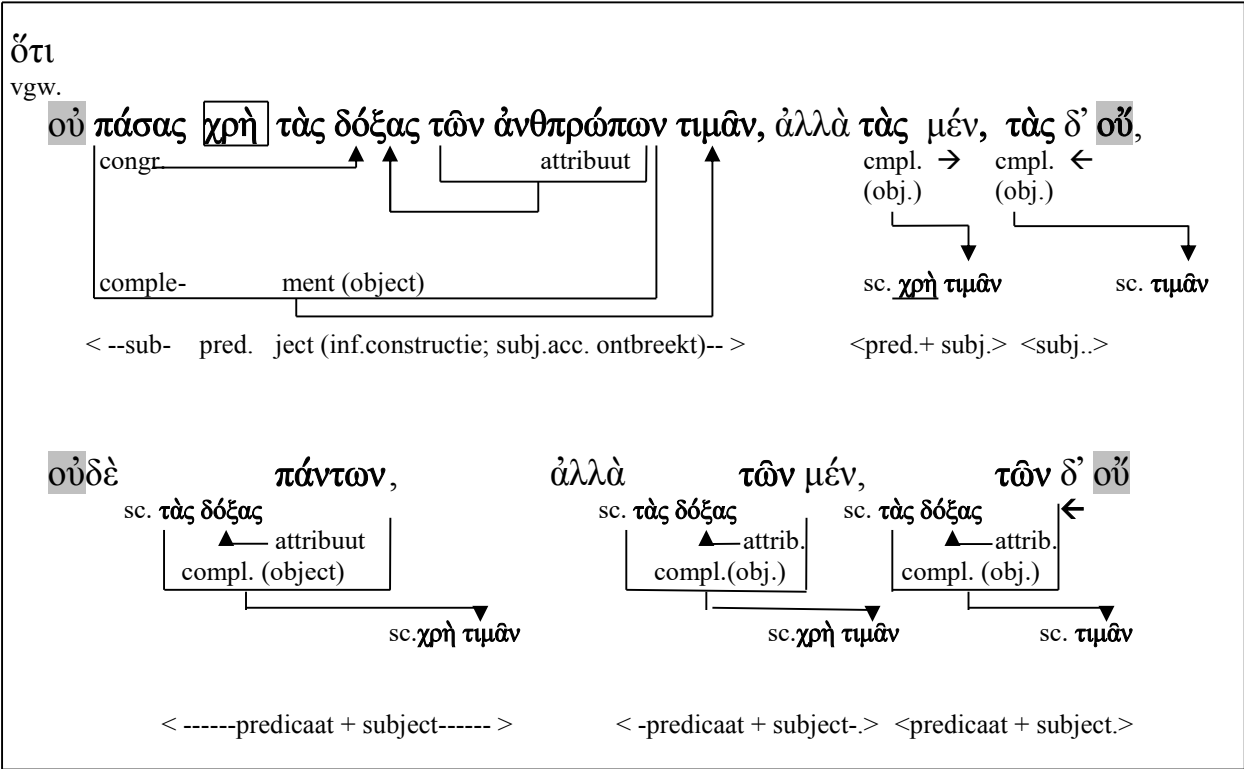 ὅτι
vgw.
οὐ πάσας χρὴ τὰς δόξας τῶν ἀνθπρώπων τιμᾶν, ἀλλὰ τὰς μέν, τὰς δ’ οὔ,
congr. attribuut cmpl. → cmpl. ←
(obj.) (obj.)
comple- ment (object) sc. χρὴ τιμᾶν sc. τιμᾶν
< --sub- pred. ject (inf.constructie; subj.acc. ontbreekt)-- > <pred.+ subj.> <subj..>
οὐδὲ πάντων, ἀλλὰ τῶν μέν, τῶν δ’ οὔ
sc. τὰς δόξας sc. τὰς δόξας sc. τὰς δόξας ←
attribuut attrib. attrib.
compl. (object) compl.(obj.) compl. (obj.)
sc.χρὴ τιμᾶν sc.χρὴ τιμᾶν sc. τιμᾶν
< ------predicaat + subject------ > < -predicaat + subject-.> <predicaat + subject.>